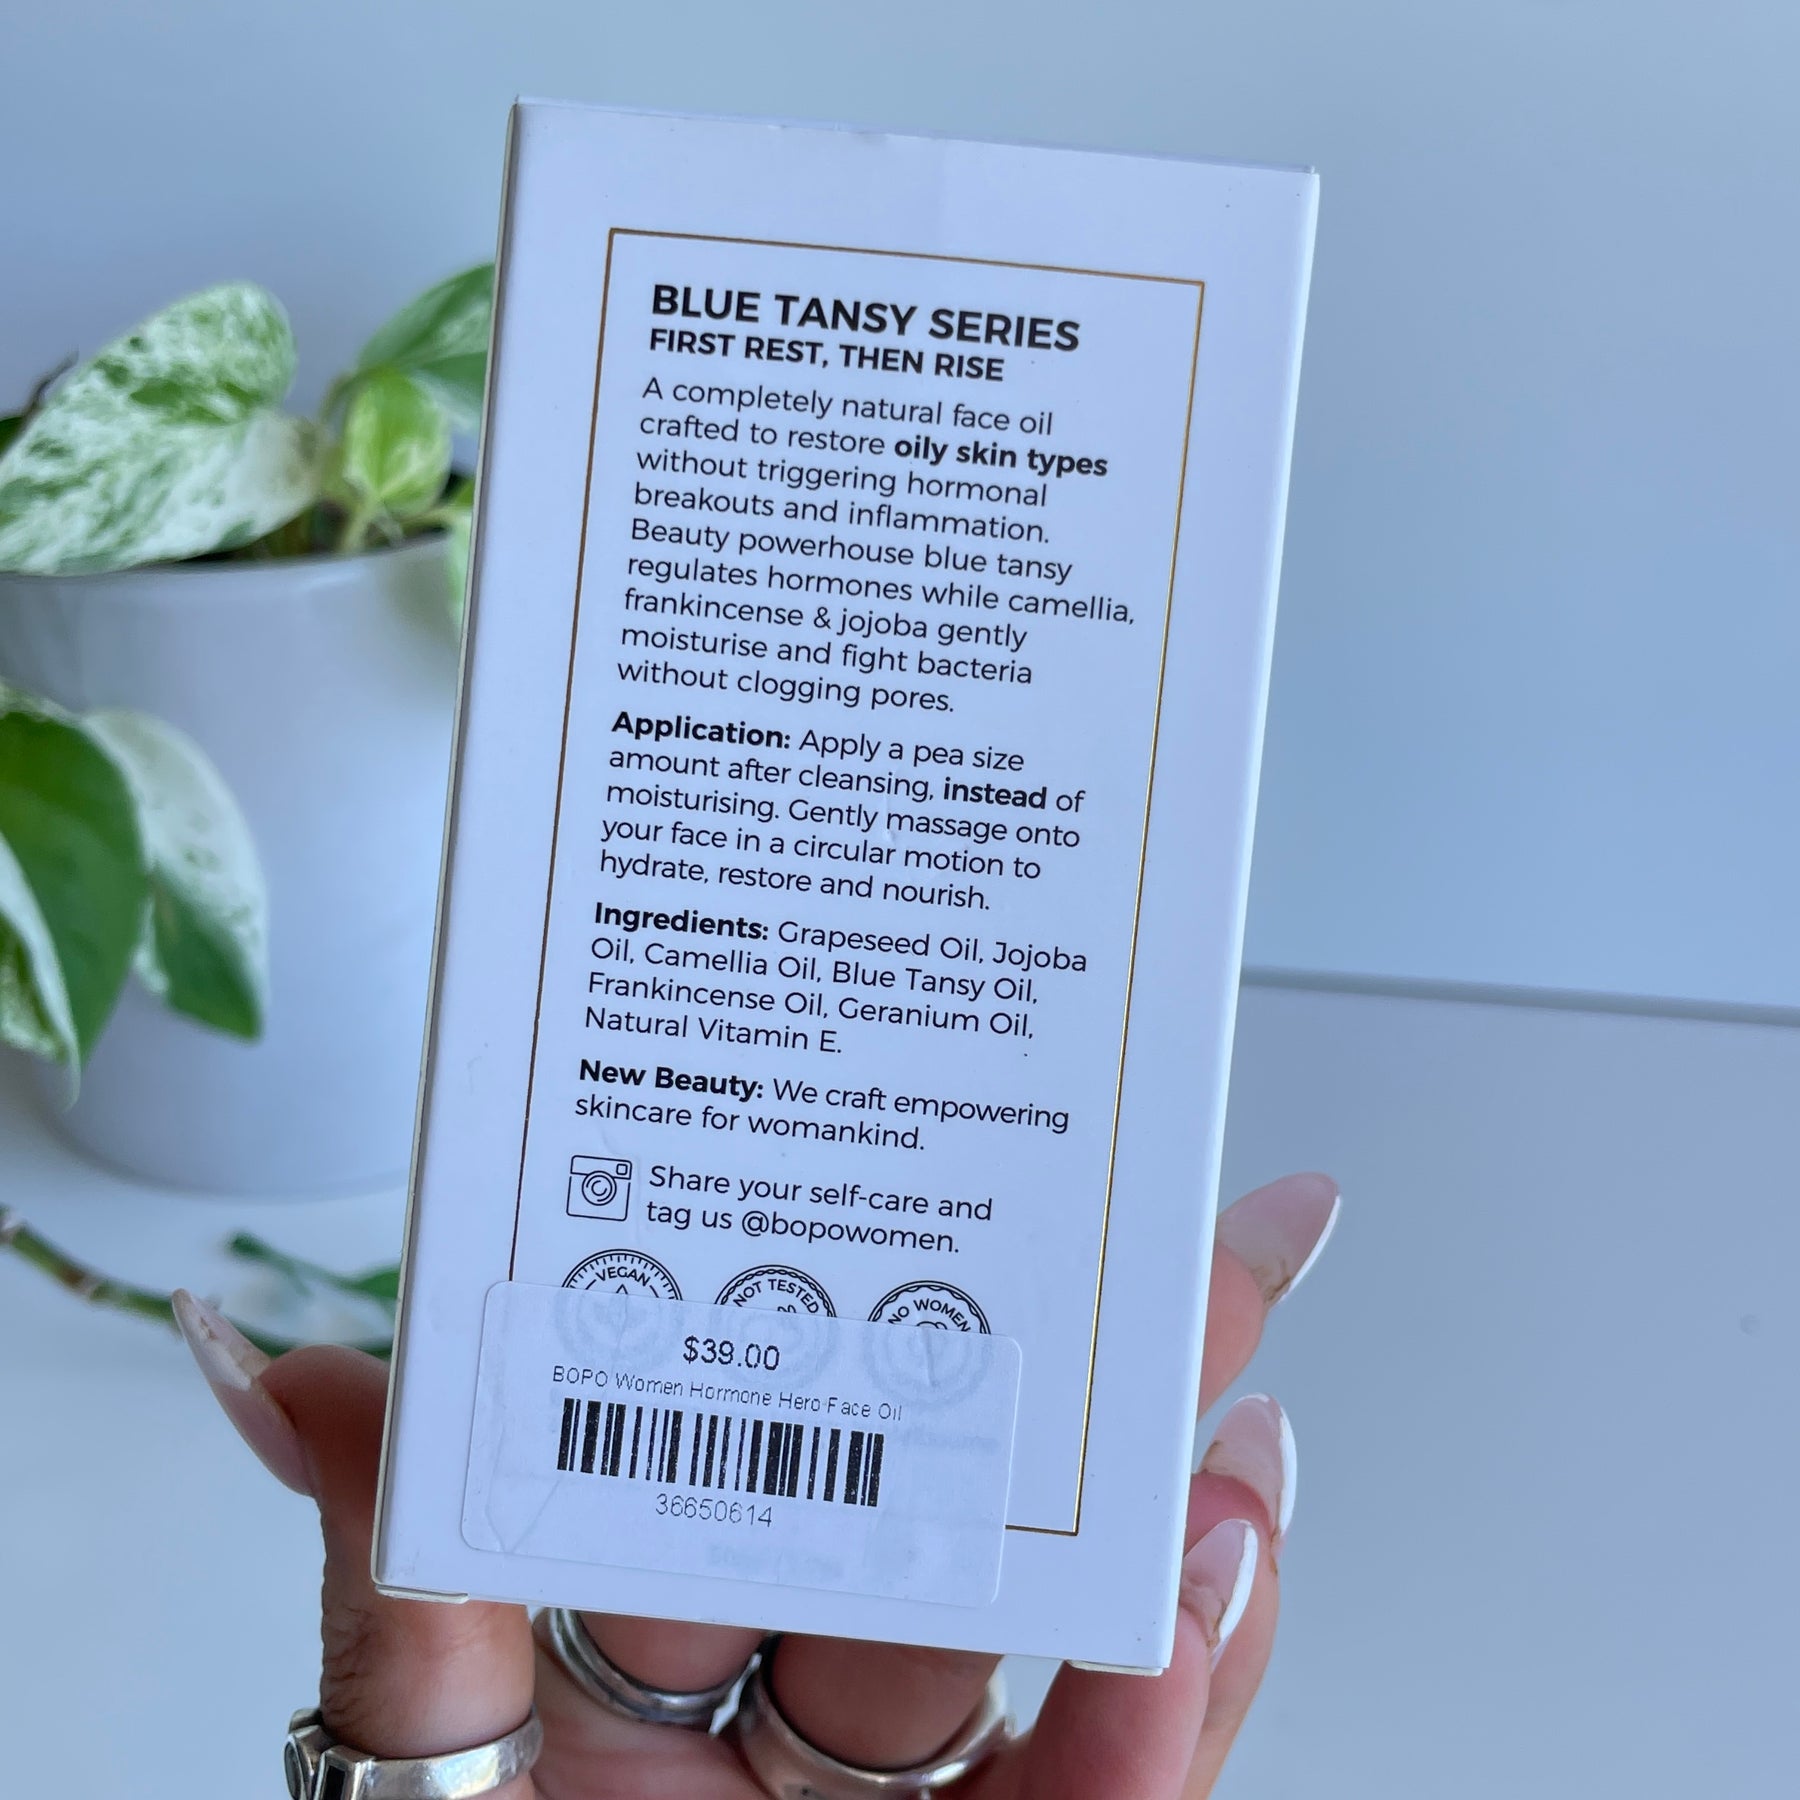 BLUE TANSY SERIES
FIRST REST, THEN RISE
A completely natural face oil
crafted to restore oily skin types
without triggering hormonal
breakouts and inflammation.
Beauty powerhouse blue tansy
regulates hormones while camellia,
frankincense & jojoba gently
moisturise and fight bacteria
without clogging pores.
Application: Apply a pea size
amount after cleansing, instead of
moisturising. Gently massage onto
your face in a circular motion to
hydrate, restore and nourish.
Ingredients: Grapeseed Oil, Jojoba
Oil, Camellia Oil, Blue Tansy Oil,
Frankincense Oil, Geranium Oil,
Natural Vitamin E.
New Beauty: We craft empowering
skincare for womankind.
Share your self-care and
tag us @bopowomen.
VEGAN
NOT TESTED
NO WOMEN
$39.00
BOPO Women Hormone Hero Face Oil
36650614